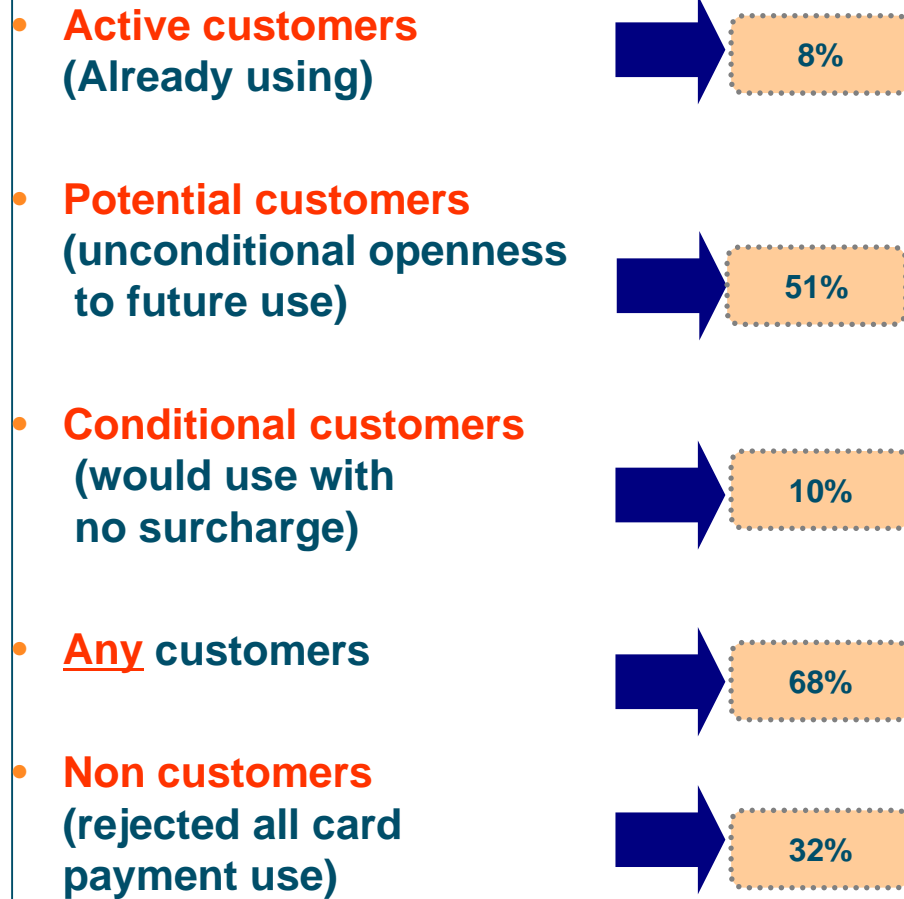 • Active customers
(Already using)
8%
• Potential customers
(unconditional openness
to future use)
51%
• Conditional customers
(would use with
no surcharge)
10%
• Any customers
68%
• Non customers
(rejected all card
payment use)
32%